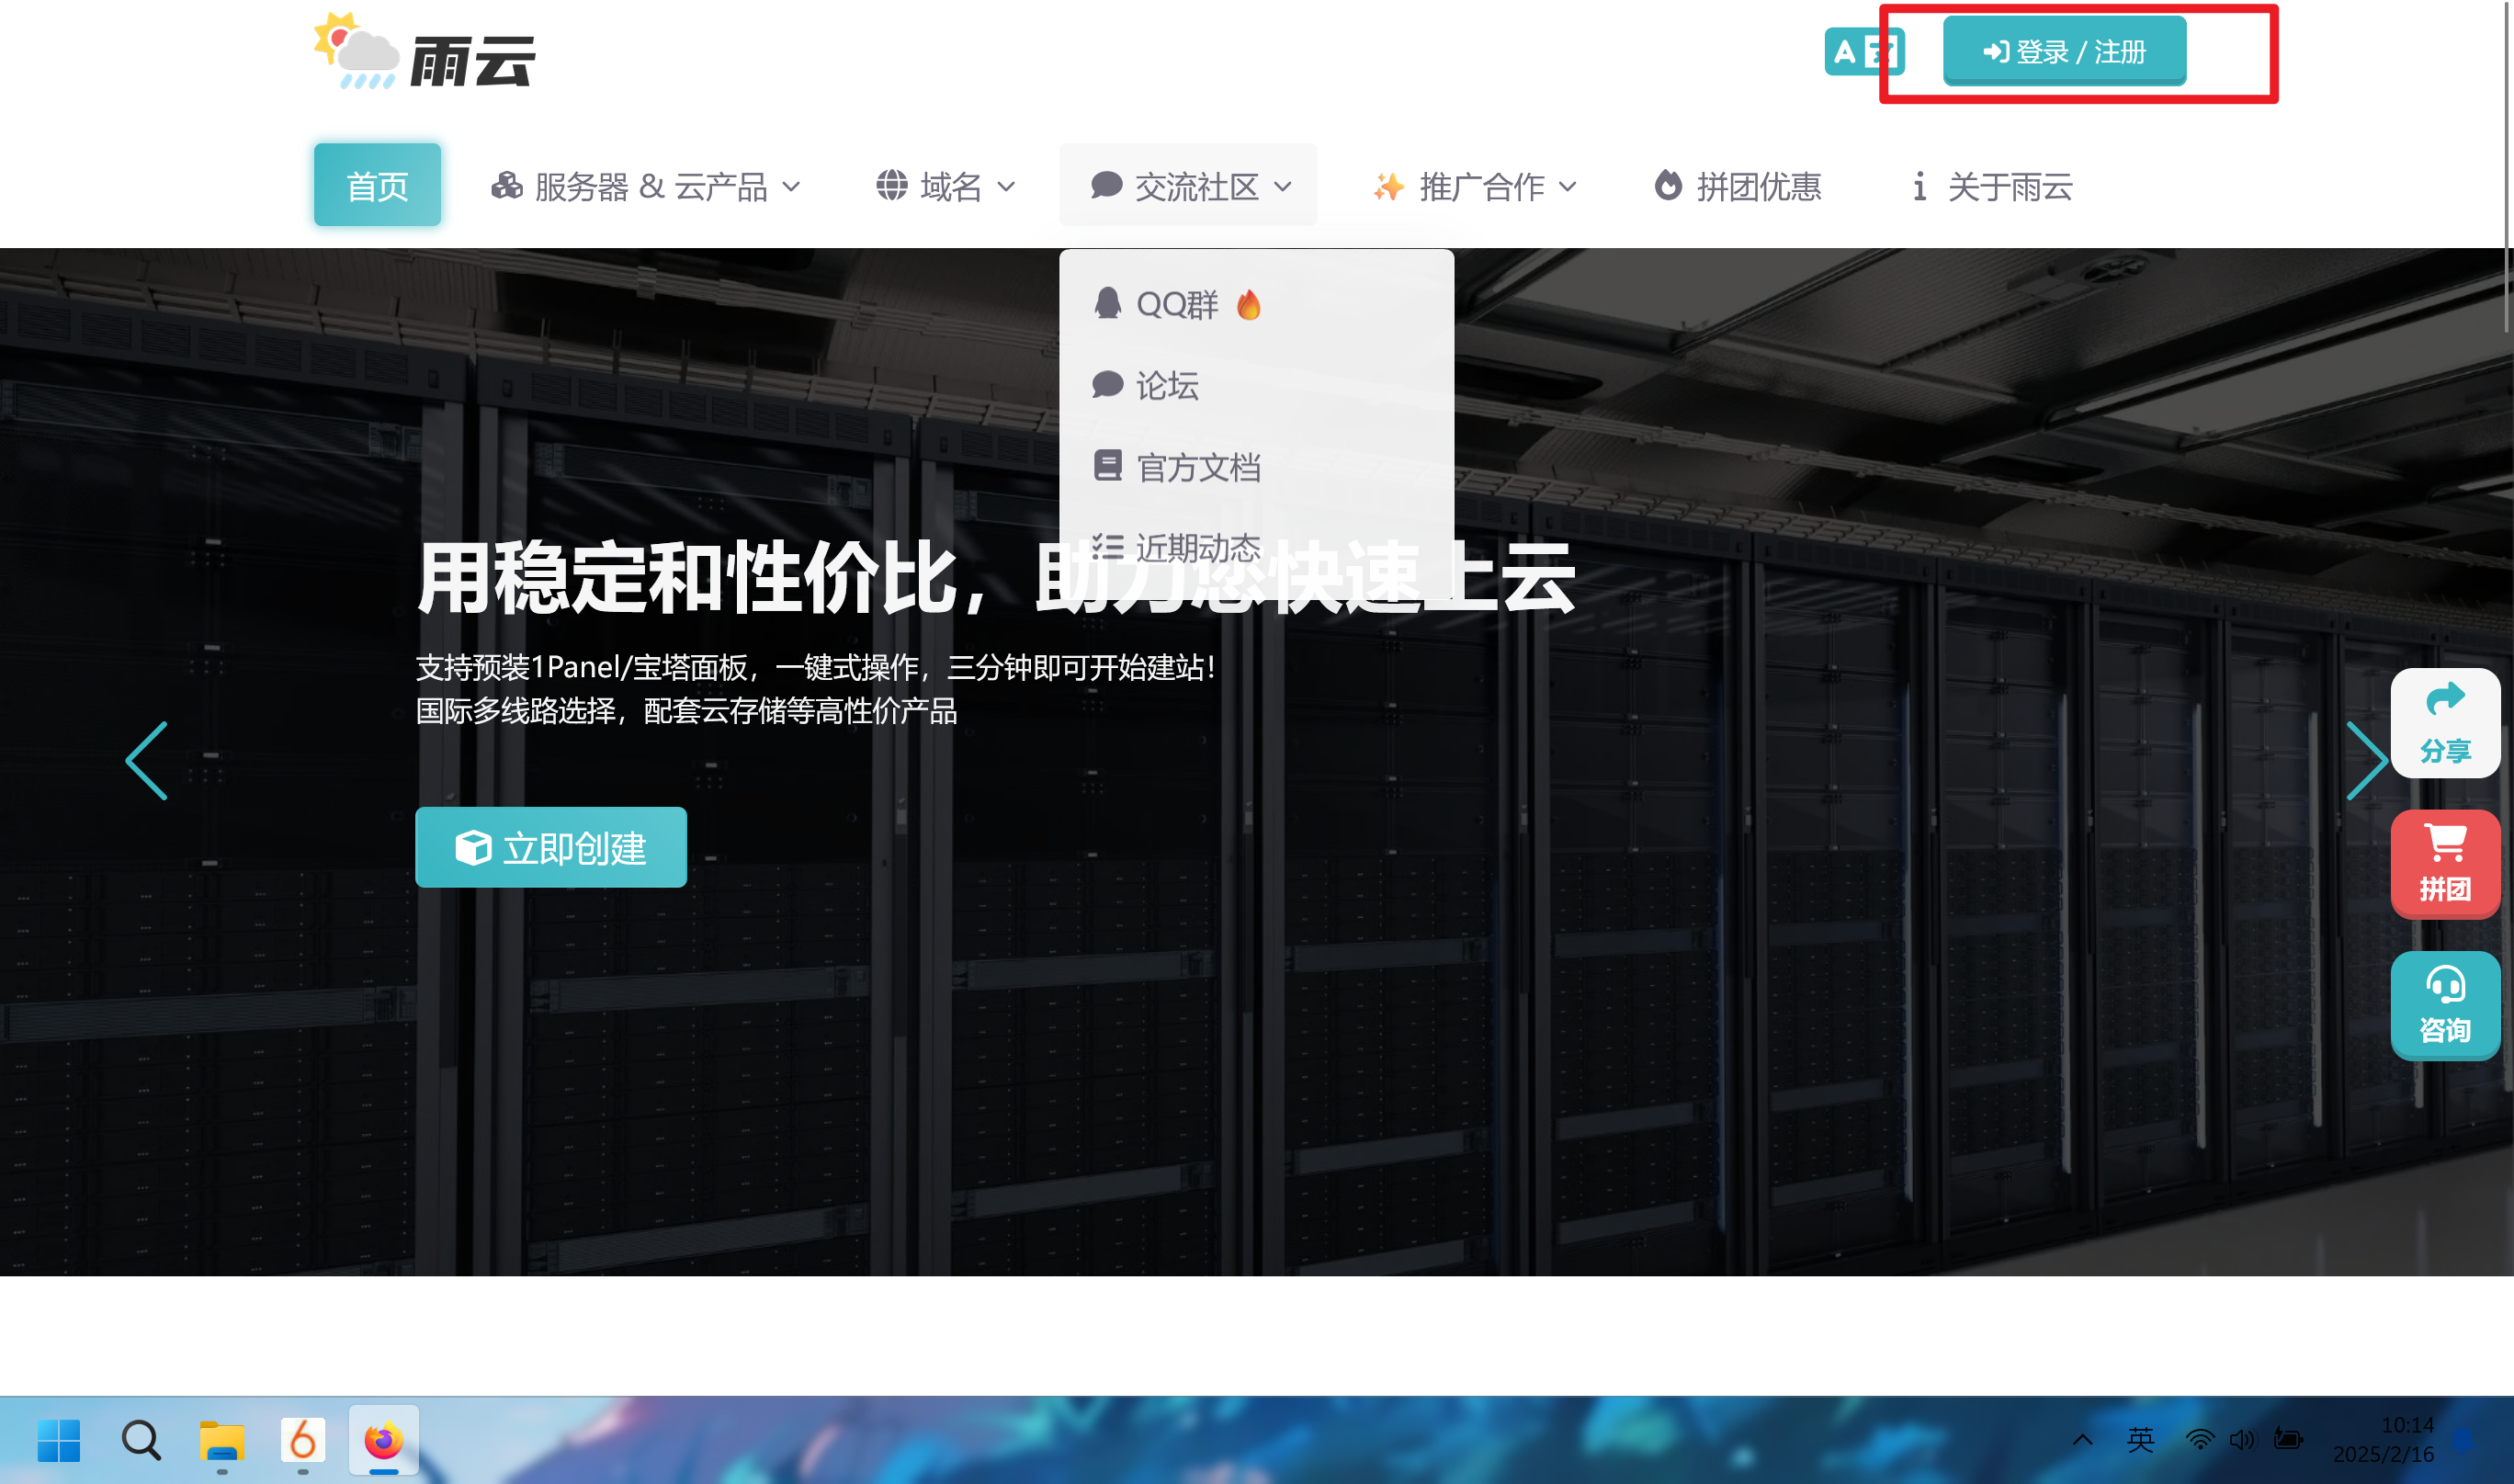 雨云
A 文
登录 / 注册
首页
服务器 & 云产品
域名
交流社区
推广合作
拼团优惠
关于雨云
QQ群
论坛
官方文档
近期动态
用稳定和性价比，助力您快速上云
支持预装1Panel/宝塔面板，一键式操作，三分钟即可开始建站！
国际多线路选择，配套云存储等高性价产品
立即创建
分享
拼团
咨询
英
10:14
2025/2/16